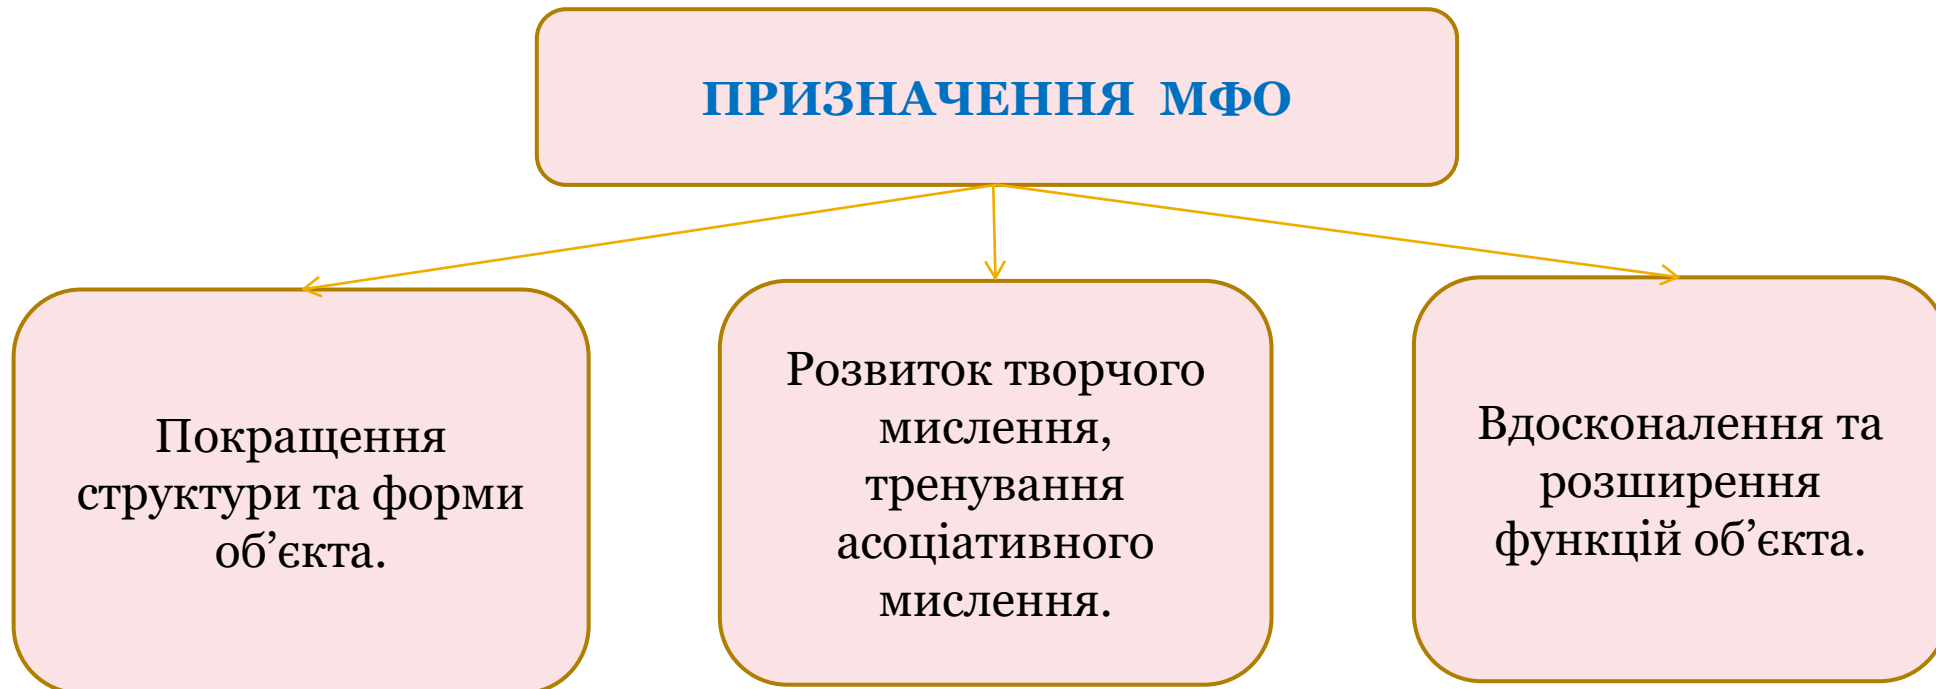 ПРИЗНАЧЕННЯ МФО
Покращення
структури та форми
об’єкта.
Розвиток творчого
мислення,
тренування
асоціативного
мислення.
Вдосконалення та
розширення
функцій об’єкта.